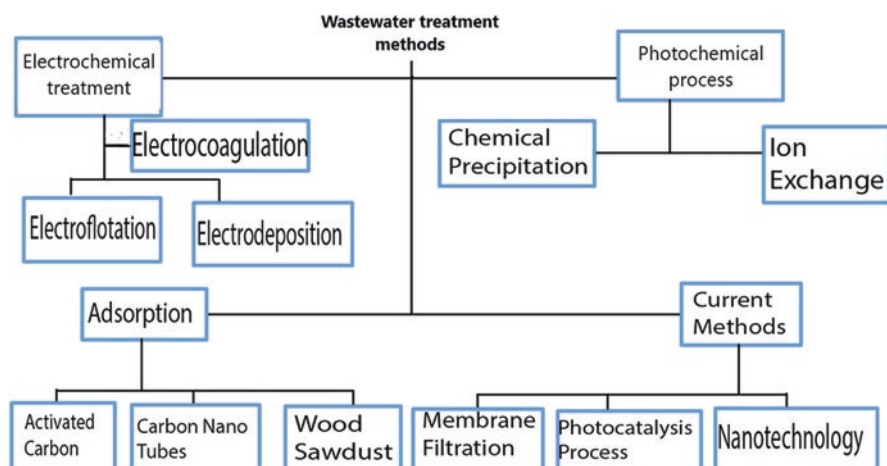 Wastewater treatment
methods
Electrochemical
treatment
Photochemical
process
Electrocoagulation
Chemical
Precipitation
Ion
Exchange
Electroflotation
Electrodeposition
Adsorption
Current
Methods
Activated
Carbon
Carbon Nano
Tubes
Wood
Sawdust
Membrane
Filtration
Photocatalysis
Process
Nanotechnology